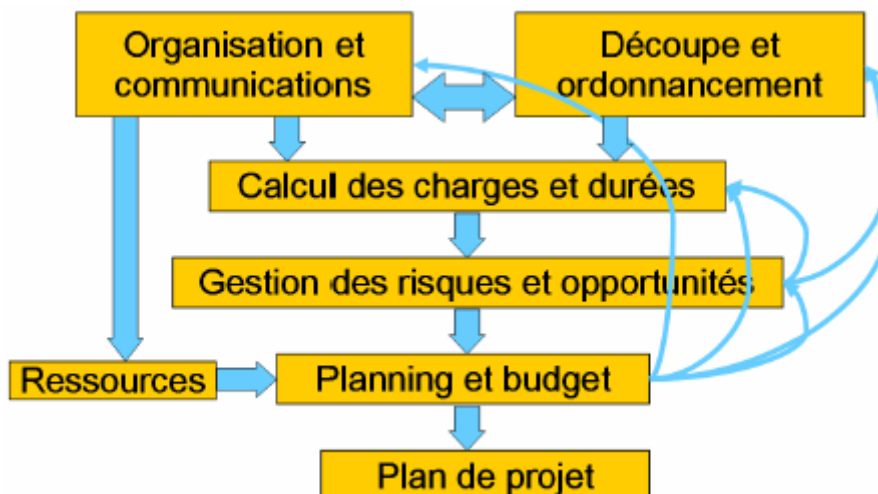 Organisation et
communications
Découpe et
ordonnancement
Calcul des charges et durées
Gestion des risques et opportunités
Ressources
Planning et budget
Plan de projet